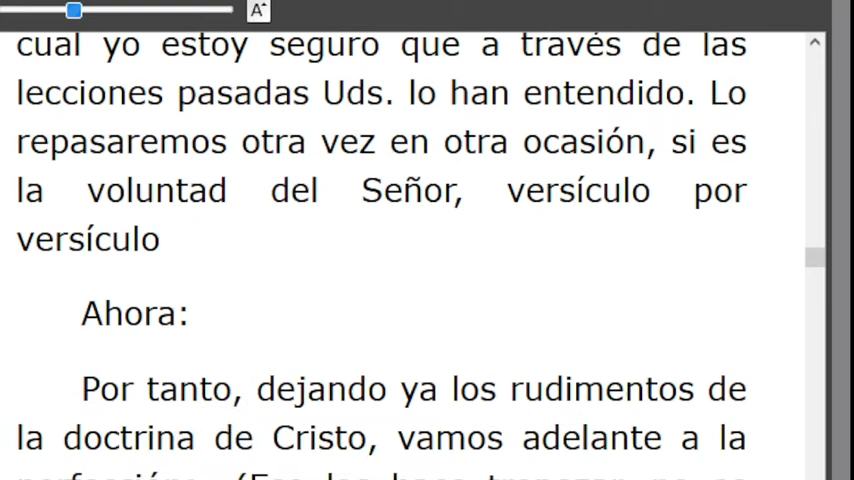 A
cual yo estoy seguro que a través de las
lecciones pasadas Uds. lo han entendido. Lo
repasaremos otra vez en otra ocasión, si es
la voluntad del Señor, versículo por
versículo
Ahora:
Por tanto, dejando ya los rudimentos de
la doctrina de Cristo, vamos adelante a la